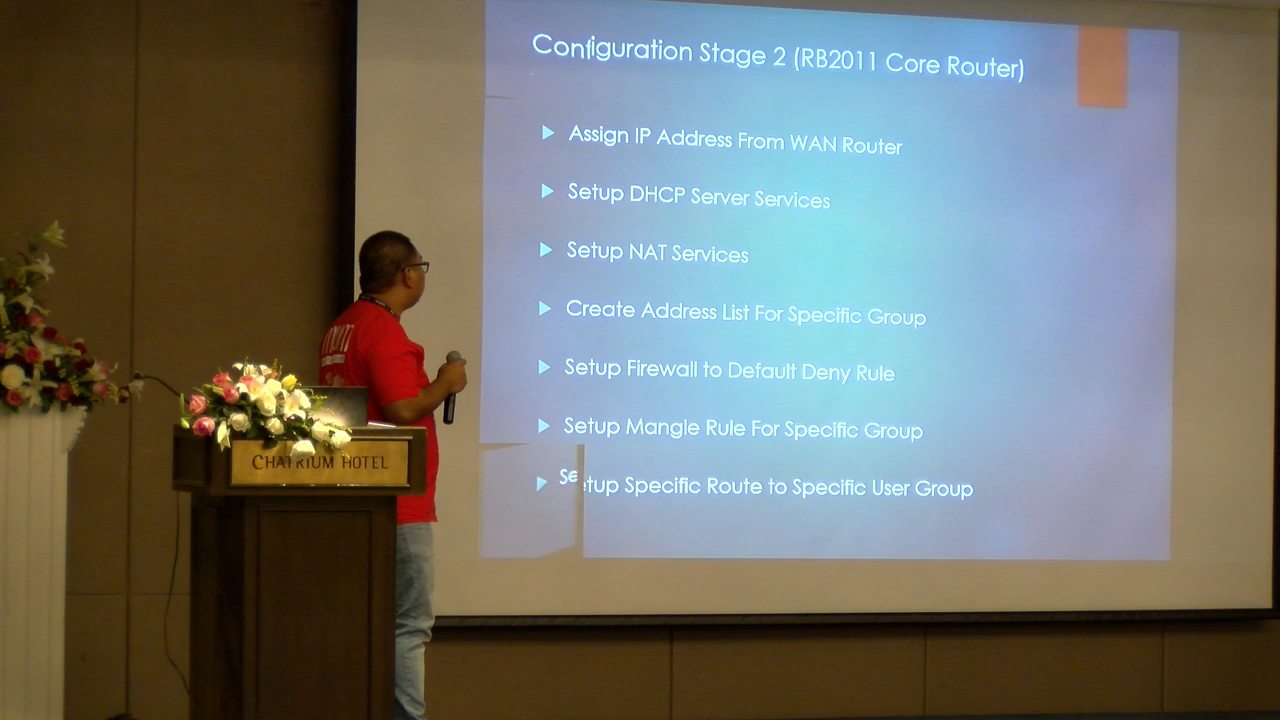 Configuration Stage 2 (RB2011 Core Router)
Assign IP Address From WAN Router
Setup DHCP Server Services
Setup NAT Services
Create Address List For Specific Group
Setup Firewall to Default Deny Rule
Setup Mangle Rule For Specific Group
Setup Specific Route to Specific User Group
CHATRIUM HOTEL